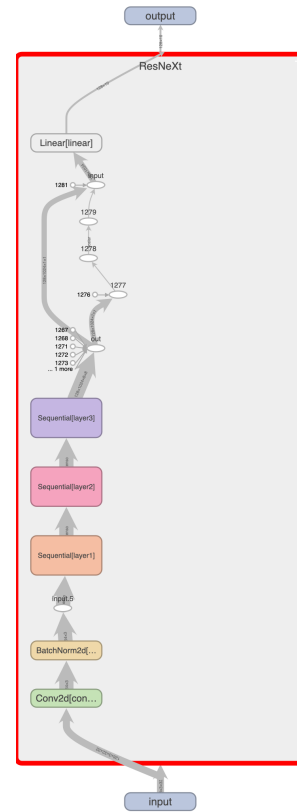 output
ResNeXt
Linear[linear]
input
1281
1279
1278
1277
1276
1267
1268
out
1271
1272
1273
... 1 more
Sequential[layer3]
Sequential[layer2]
Sequential[layer1]
input.5
BatchNorm2d[...
Conv2d[con...
input